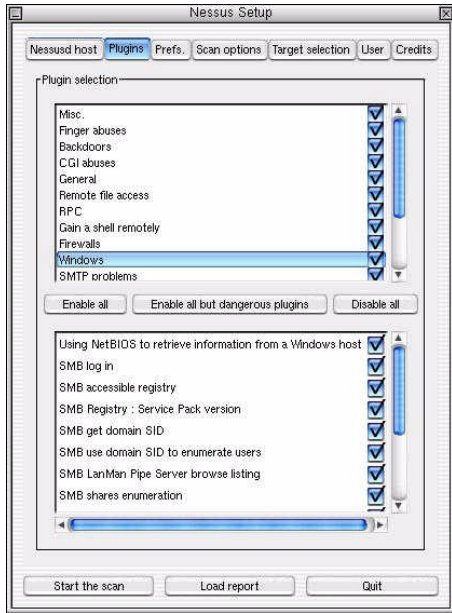 Nessus Setup
Nessusd host Plugins Prefs. Scan options Target selection User Credits
Plugin selection
Misc.
Finger abuses
Backdoors
CGI abuses
General
Remote file access
RPC
Gain a shell remotely
Firewalls
Windows
SMTP problems
Enable all Enable all but dangerous plugins Disable all
Using NetBIOS to retrieve information from a Windows host
SMB log in
SMB accessible registry
SMB Registry : Service Pack version
SMB get domain SID
SMB use domain SID to enumerate users
SMB LanMan Pipe Server browse listing
SMB shares enumeration
Start the scan Load report Quit